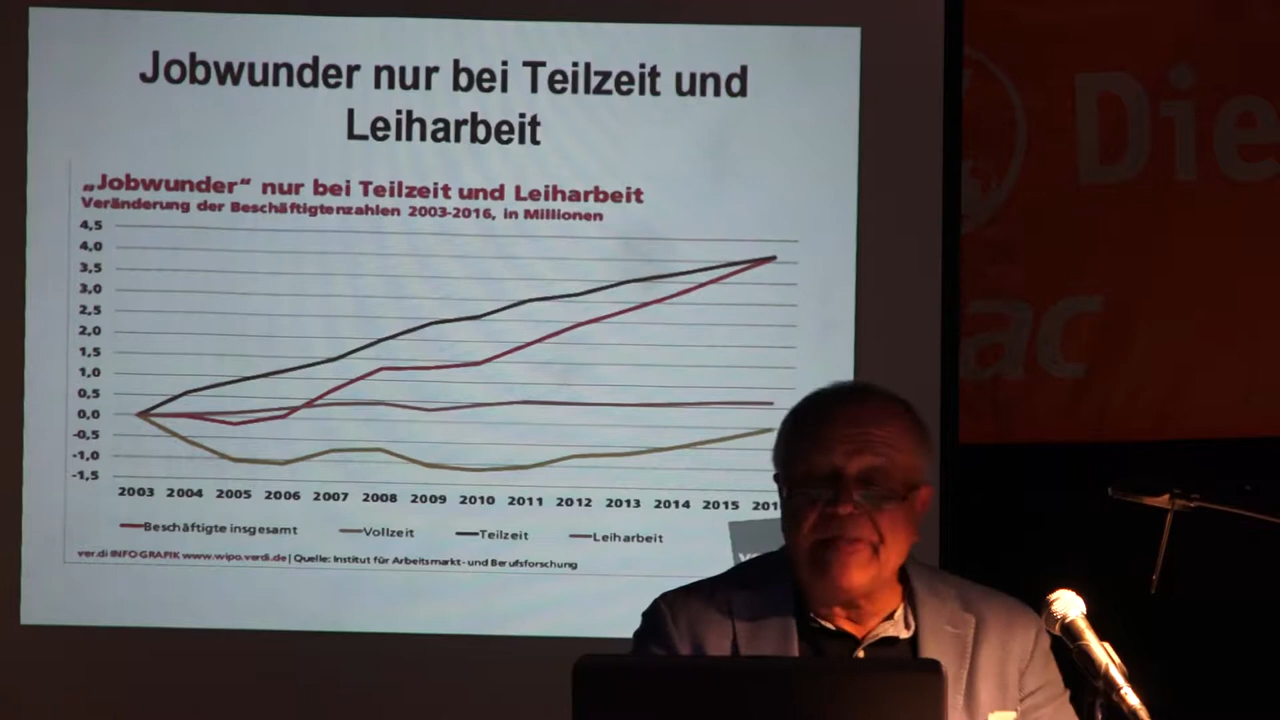 Jobwunder nur bei Teilzeit und
Leiharbeit
„Jobwunder“ nur bei Teilzeit und Leiharbeit
Veränderung der Beschäftigtenzahlen 2003-2016, in Millionen
4,5
4,0
3,5
3,0
2,5
2,0
1,5
1,0
0,5
0,0
-0,5
-1,0
-1,5
2003 2004 2005 2006 2007 2008 2009 2010 2011 2012 2013 2014 2015 201
Beschäftigte insgesamt Vollzeit Teilzeit Leiharbeit
ver.di INFO GRAFIK www.wipo.verdi.de | Quelle: Institut für Arbeitsmarkt- und Berufsforschung
Die
ac